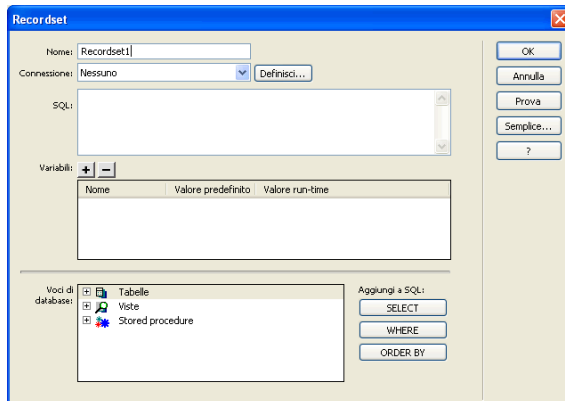 Recordset
Nome: Recordset1
OK
Connessione: Nessuno Definisci...
Annulla
SQL:
Prova
Semplice...
?
Variabili: + −
Nome Valore predefinito Valore run-time
Voci di database:
Tabelle
Viste
Stored procedure
Aggiungi a SQL:
SELECT
WHERE
ORDER BY